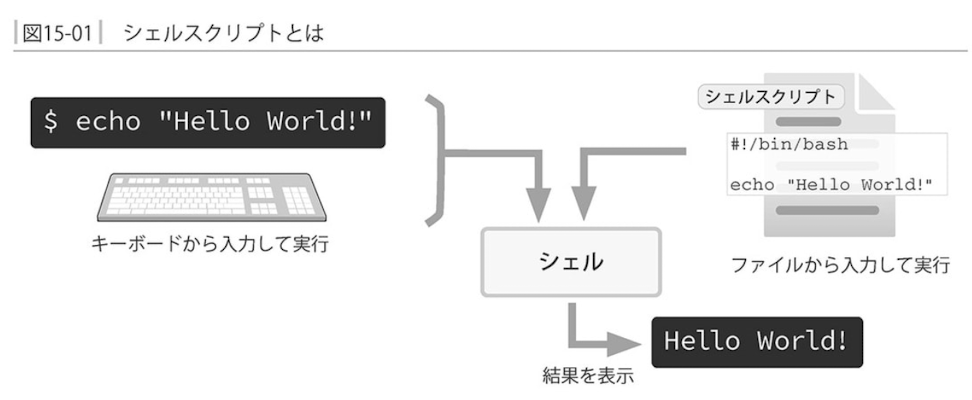 図15-01 シェルスクリプトとは
$ echo "Hello World!"
キーボードから入力して実行
シェルスクリプト
#!/bin/bash
echo "Hello World!"
ファイルから入力して実行
シェル
結果を表示
Hello World!